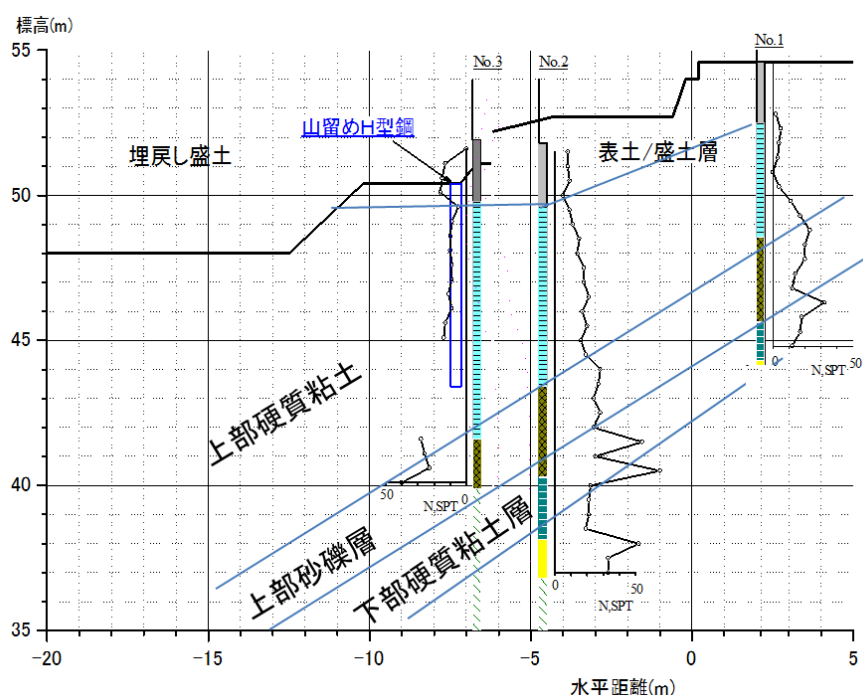 標高(m)
55
50
45
40
35
No.3
No.2
No.1
山留めH型鋼
埋戻し盛土
表土/盛土層
上部硬質粘土
上部砂礫層
下部硬質粘土層
50
N,SPT
0
0
50
N,SPT
0
N,SPT
50
-20
-15
-10
-5
0
5
水平距離(m)